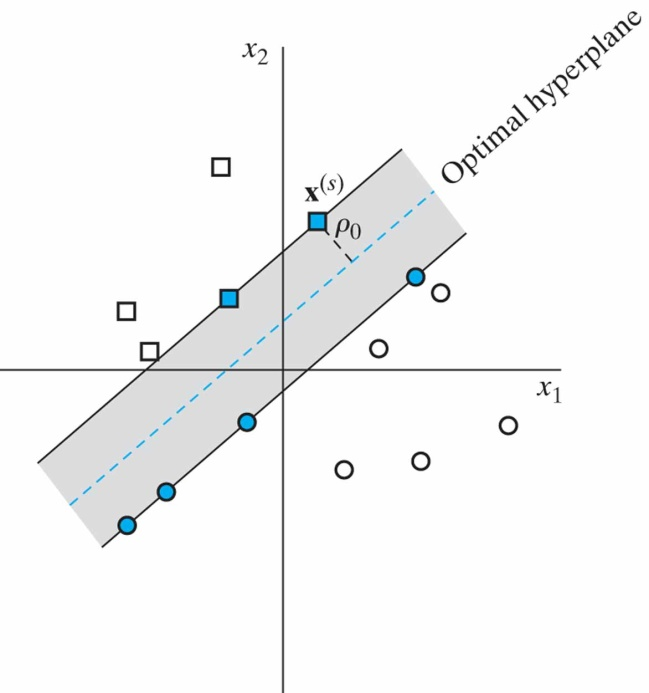 x₂
Optimal hyperplane
x⁽ˢ⁾
ρ₀
x₁